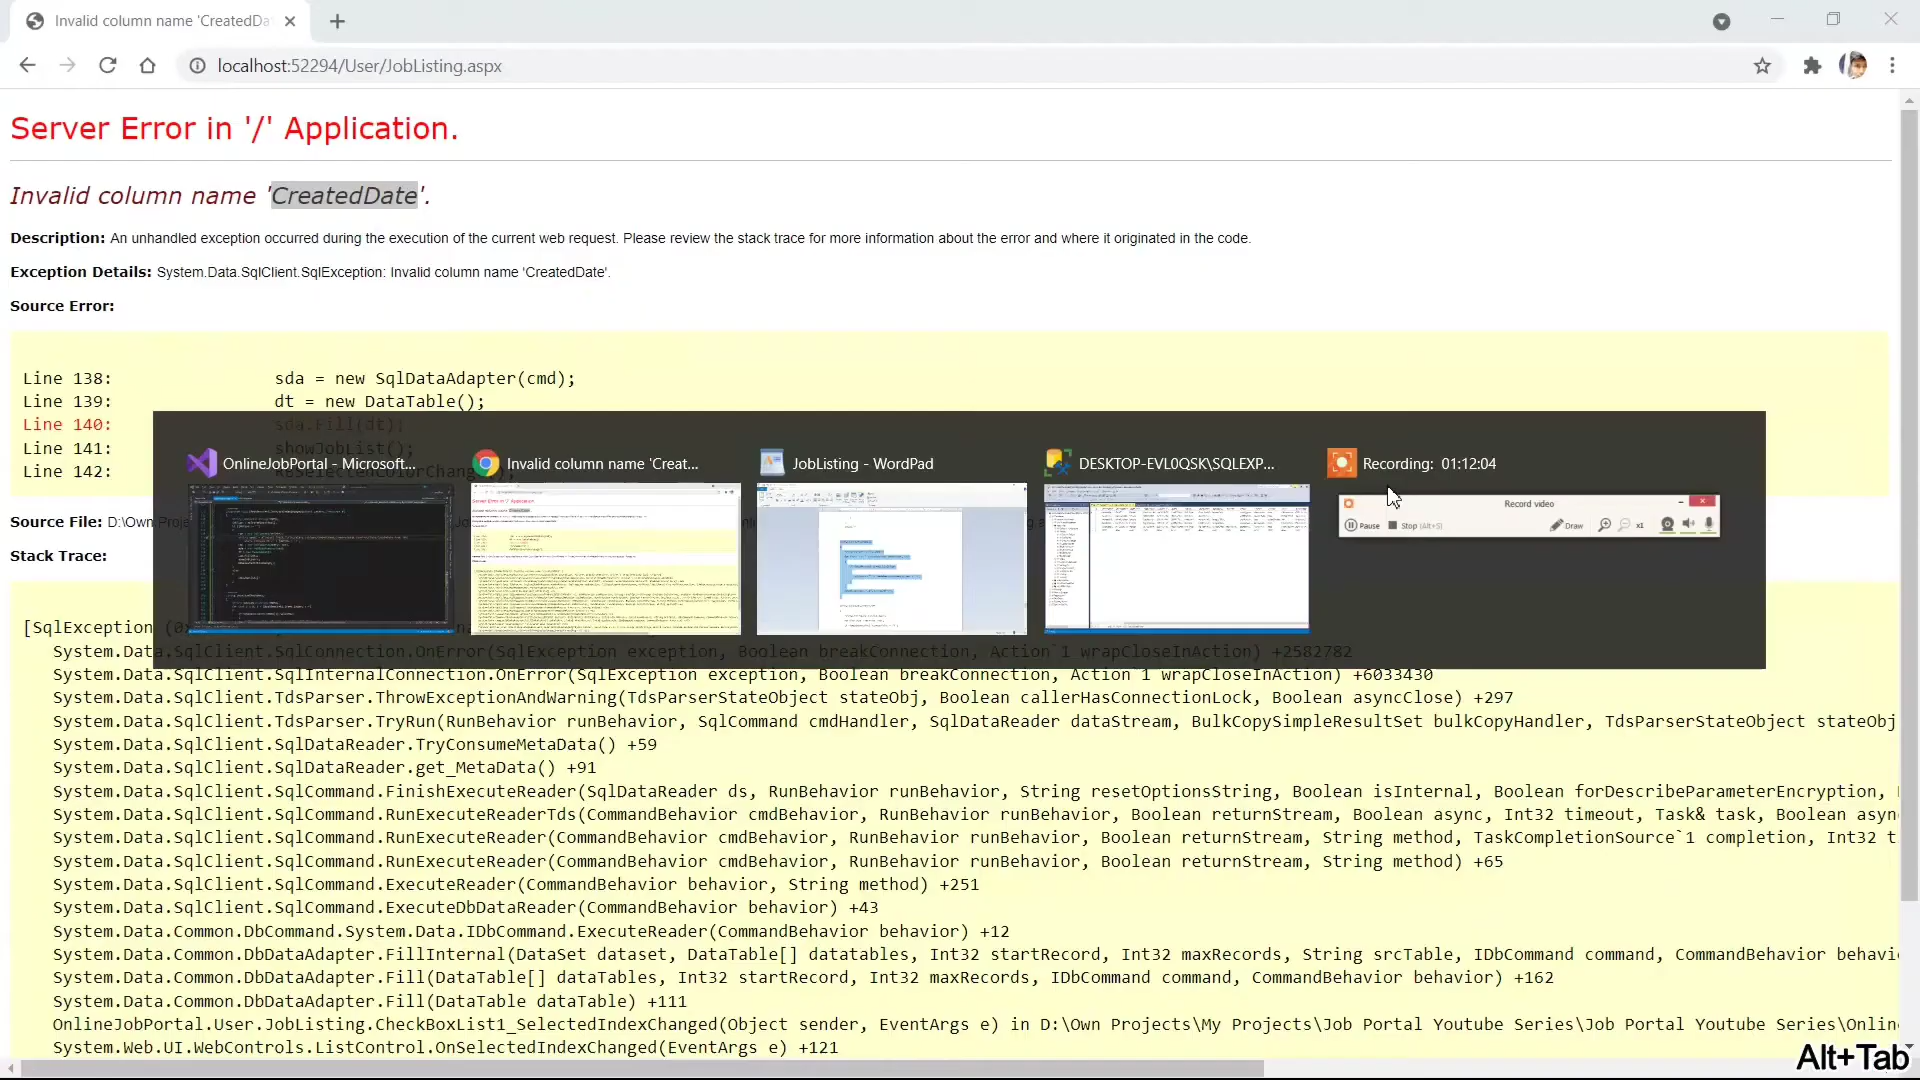 Invalid column name 'CreatedDa
localhost:52294/User/JobListing.aspx
Server Error in '/' Application.
Invalid column name 'CreatedDate'.
Description: An unhandled exception occurred during the execution of the current web request. Please review the stack trace for more information about the error and where it originated in the code.
Exception Details: System.Data.SqlClient.SqlException: Invalid column name 'CreatedDate'.
Source Error:
Line 138: sda = new SqlDataAdapter(cmd);
Line 139: dt = new DataTable();
Line 140: sda.Fill(dt);
Line 141: showJobList();
Line 142:
OnlineJobPortal - Microsoft...
Invalid column name 'Creat...
JobListing - WordPad
DESKTOP-EVL0QSK\SQLEXP...
Recording: 01:12:04
Record video
Pause Stop (Alt+S) Draw x1
Source File: D:\Own
Stack Trace:
[SqlException
System.Data.SqlClient.SqlConnection.OnError(SqlException exception, Boolean breakConnection, Action`1 wrapCloseInAction) +2582782
System.Data.SqlClient.SqlInternalConnection.OnError(SqlException exception, Boolean breakConnection, Action`1 wrapCloseInAction) +6033430
System.Data.SqlClient.TdsParser.ThrowExceptionAndWarning(TdsParserStateObject stateObj, Boolean callerHasConnectionLock, Boolean asyncClose) +297
System.Data.SqlClient.TdsParser.TryRun(RunBehavior runBehavior, SqlCommand cmdHandler, SqlDataReader dataStream, BulkCopySimpleResultSet bulkCopyHandler, TdsParserStateObject stateObj
System.Data.SqlClient.SqlDataReader.TryConsumeMetaData() +59
System.Data.SqlClient.SqlDataReader.get_MetaData() +91
System.Data.SqlClient.SqlCommand.FinishExecuteReader(SqlDataReader ds, RunBehavior runBehavior, String resetOptionsString, Boolean isInternal, Boolean forDescribeParameterEncryption,
System.Data.SqlClient.SqlCommand.RunExecuteReaderTds(CommandBehavior cmdBehavior, RunBehavior runBehavior, Boolean returnStream, Boolean async, Int32 timeout, Task& task, Boolean asyn
System.Data.SqlClient.SqlCommand.RunExecuteReader(CommandBehavior cmdBehavior, RunBehavior runBehavior, Boolean returnStream, String method, TaskCompletionSource`1 completion, Int32 t
System.Data.SqlClient.SqlCommand.RunExecuteReader(CommandBehavior cmdBehavior, RunBehavior runBehavior, Boolean returnStream, String method) +65
System.Data.SqlClient.SqlCommand.ExecuteReader(CommandBehavior behavior, String method) +251
System.Data.SqlClient.SqlCommand.ExecuteDbDataReader(CommandBehavior behavior) +43
System.Data.Common.DbCommand.System.Data.IDbCommand.ExecuteReader(CommandBehavior behavior) +12
System.Data.Common.DbDataAdapter.FillInternal(DataSet dataset, DataTable[] datatables, Int32 startRecord, Int32 maxRecords, String srcTable, IDbCommand command, CommandBehavior behavi
System.Data.Common.DbDataAdapter.Fill(DataTable[] dataTables, Int32 startRecord, Int32 maxRecords, IDbCommand command, CommandBehavior behavior) +162
System.Data.Common.DbDataAdapter.Fill(DataTable dataTable) +111
OnlineJobPortal.User.JobListing.CheckBoxList1_SelectedIndexChanged(Object sender, EventArgs e) in D:\Own Projects\My Projects\Job Portal Youtube Series\Job Portal Youtube Series\Onlin
System.Web.UI.WebControls.ListControl.OnSelectedIndexChanged(EventArgs e) +121
Alt+Tab